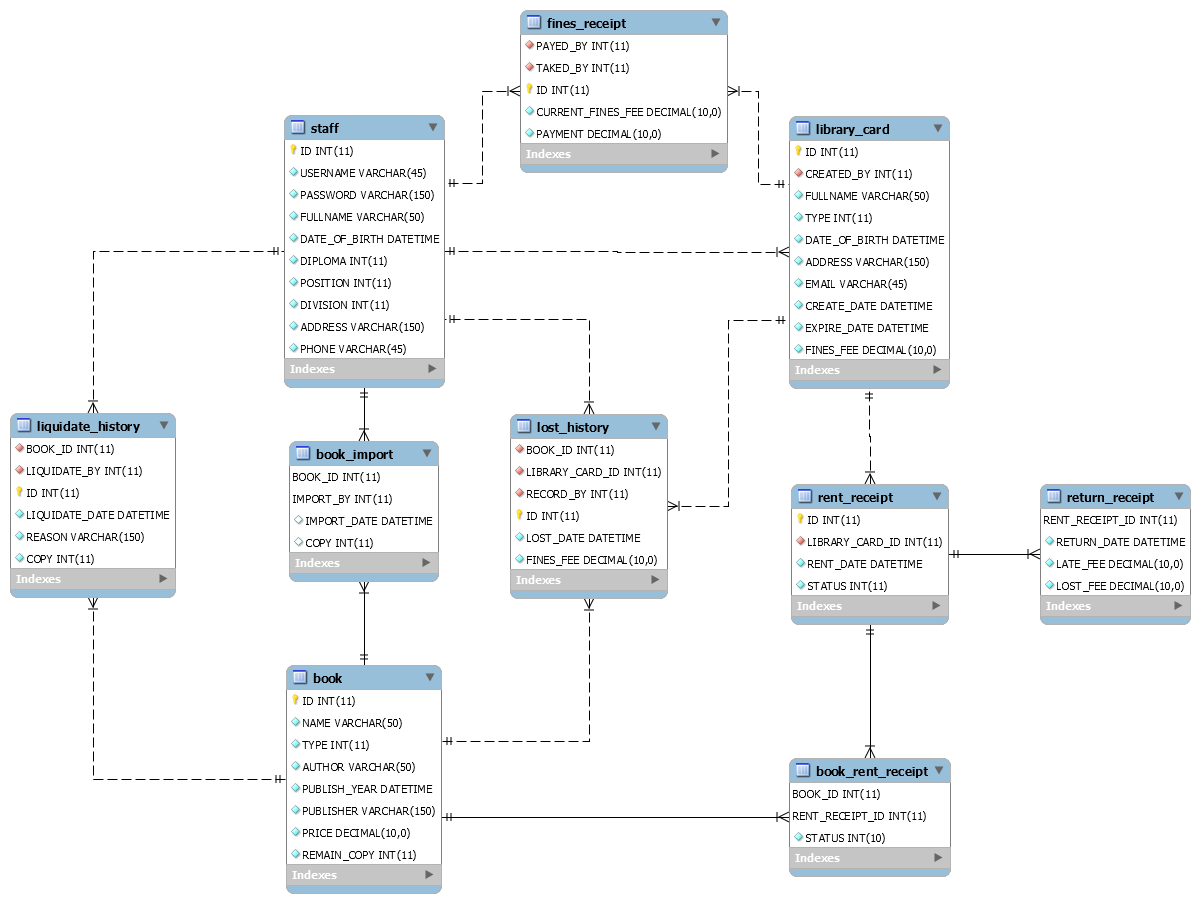 fines_receipt
PAYED_BY INT(11)
TAKED_BY INT(11)
ID INT(11)
CURRENT_FINES_FEE DECIMAL(10,0)
PAYMENT DECIMAL(10,0)
Indexes
staff
ID INT(11)
USERNAME VARCHAR(45)
PASSWORD VARCHAR(150)
FULLNAME VARCHAR(50)
DATE_OF_BIRTH DATETIME
DIPLOMA INT(11)
POSITION INT(11)
DIVISION INT(11)
ADDRESS VARCHAR(150)
PHONE VARCHAR(45)
Indexes
library_card
ID INT(11)
CREATED_BY INT(11)
FULLNAME VARCHAR(50)
TYPE INT(11)
DATE_OF_BIRTH DATETIME
ADDRESS VARCHAR(150)
EMAIL VARCHAR(45)
CREATE_DATE DATETIME
EXPIRE_DATE DATETIME
FINES_FEE DECIMAL(10,0)
Indexes
liquidate_history
BOOK_ID INT(11)
LIQUIDATE_BY INT(11)
ID INT(11)
LIQUIDATE_DATE DATETIME
REASON VARCHAR(150)
COPY INT(11)
Indexes
book_import
BOOK_ID INT(11)
IMPORT_BY INT(11)
IMPORT_DATE DATETIME
COPY INT(11)
Indexes
lost_history
BOOK_ID INT(11)
LIBRARY_CARD_ID INT(11)
RECORD_BY INT(11)
ID INT(11)
LOST_DATE DATETIME
FINES_FEE DECIMAL(10,0)
Indexes
rent_receipt
ID INT(11)
LIBRARY_CARD_ID INT(11)
RENT_DATE DATETIME
STATUS INT(11)
Indexes
return_receipt
RENT_RECEIPT_ID INT(11)
RETURN_DATE DATETIME
LATE_FEE DECIMAL(10,0)
LOST_FEE DECIMAL(10,0)
Indexes
book
ID INT(11)
NAME VARCHAR(50)
TYPE INT(11)
AUTHOR VARCHAR(50)
PUBLISH_YEAR DATETIME
PUBLISHER VARCHAR(150)
PRICE DECIMAL(10,0)
REMAIN_COPY INT(11)
Indexes
book_rent_receipt
BOOK_ID INT(11)
RENT_RECEIPT_ID INT(11)
STATUS INT(10)
Indexes